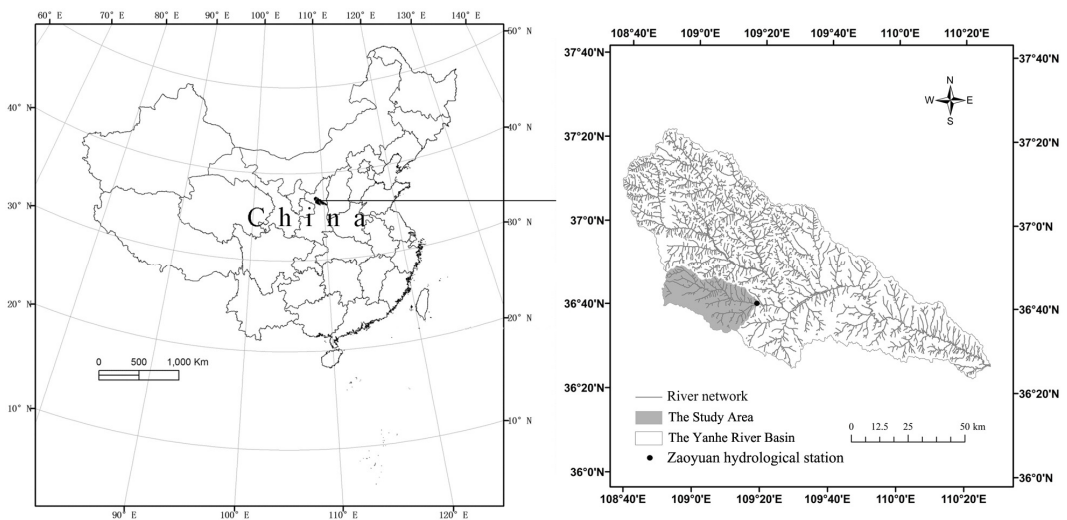 60° E 70° E 80° E 90° E 100° E 110° E 120° E 130° E 140° E
50° N
40° N
40° N
30° N
30° N
20° N
20° N
10° N
10° N
China
0 500 1,000 Km
90° E 100° E 110° E 120° E
108°40'E 109°0'E 109°20'E 109°40'E 110°0'E 110°20'E
37°40'N
37°40'N
N
W E
S
37°20'N
37°20'N
37°0'N
37°0'N
36°40'N
36°40'N
36°20'N
36°20'N
River network
The Study Area
The Yanhe River Basin
Zaoyuan hydrological station
0 12.5 25 50 km
36°0'N
36°0'N
108°40'E 109°0'E 109°20'E 109°40'E 110°0'E 110°20'E